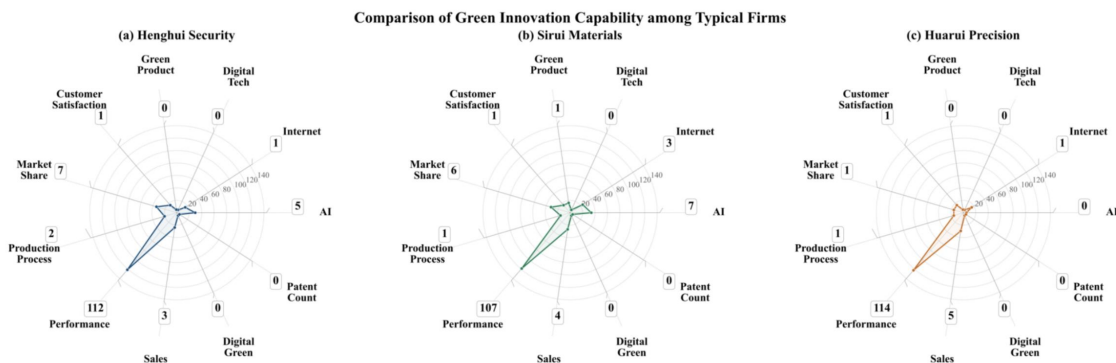 Comparison of Green Innovation Capability among Typical Firms
(a) Henghui Security
Green
Product
0
Digital
Tech
0
Customer
Satisfaction
1
Internet
1
Market
Share
7
20 40 60 80 100 120 140
5
AI
2
Production
Process
0
Patent
Count
112
Performance
3
Sales
0
Digital
Green
(b) Sirui Materials
Green
Product
1
Digital
Tech
0
Customer
Satisfaction
1
Internet
3
Market
Share
6
20 40 60 80 100 120 140
7
AI
1
Production
Process
0
Patent
Count
107
Performance
4
Sales
0
Digital
Green
(c) Huarui Precision
Green
Product
0
Digital
Tech
0
Customer
Satisfaction
1
Internet
1
Market
Share
1
20 40 60 80 100 120 140
0
AI
1
Production
Process
0
Patent
Count
114
Performance
5
Sales
0
Digital
Green